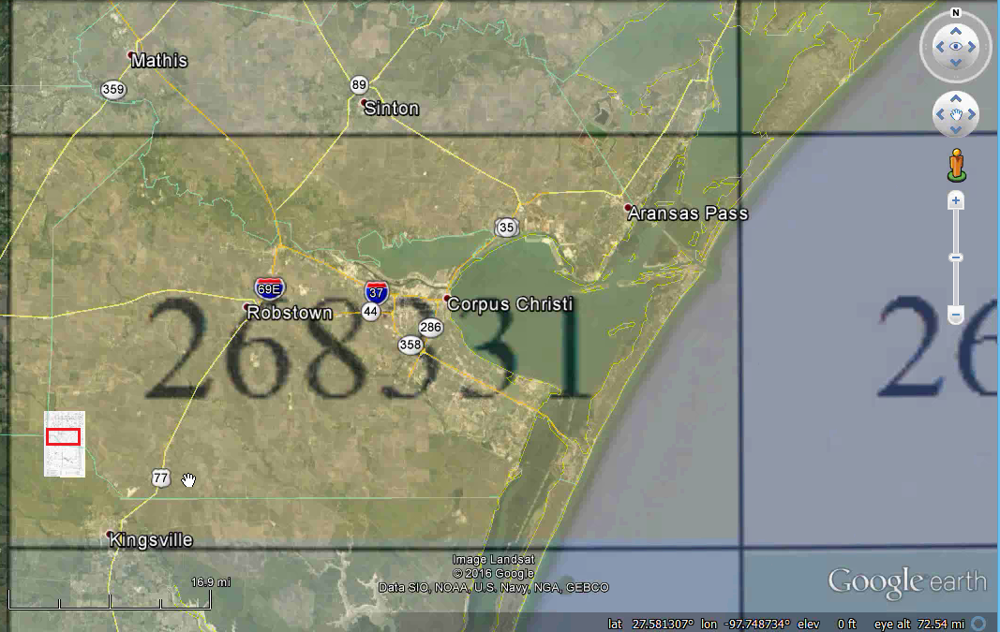 N
Mathis
359
89
Sinton
Aransas Pass
35
69E
37
Corpus Christi
Robstown
44
286
358
268331
26
77
Kingsville
16.9 mi
Image Landsat
© 2016 Google
Data SIO, NOAA, U.S. Navy, NGA, GEBCO
Google earth
lat 27.581307° lon -97.748734° elev 0 ft eye alt 72.54 mi